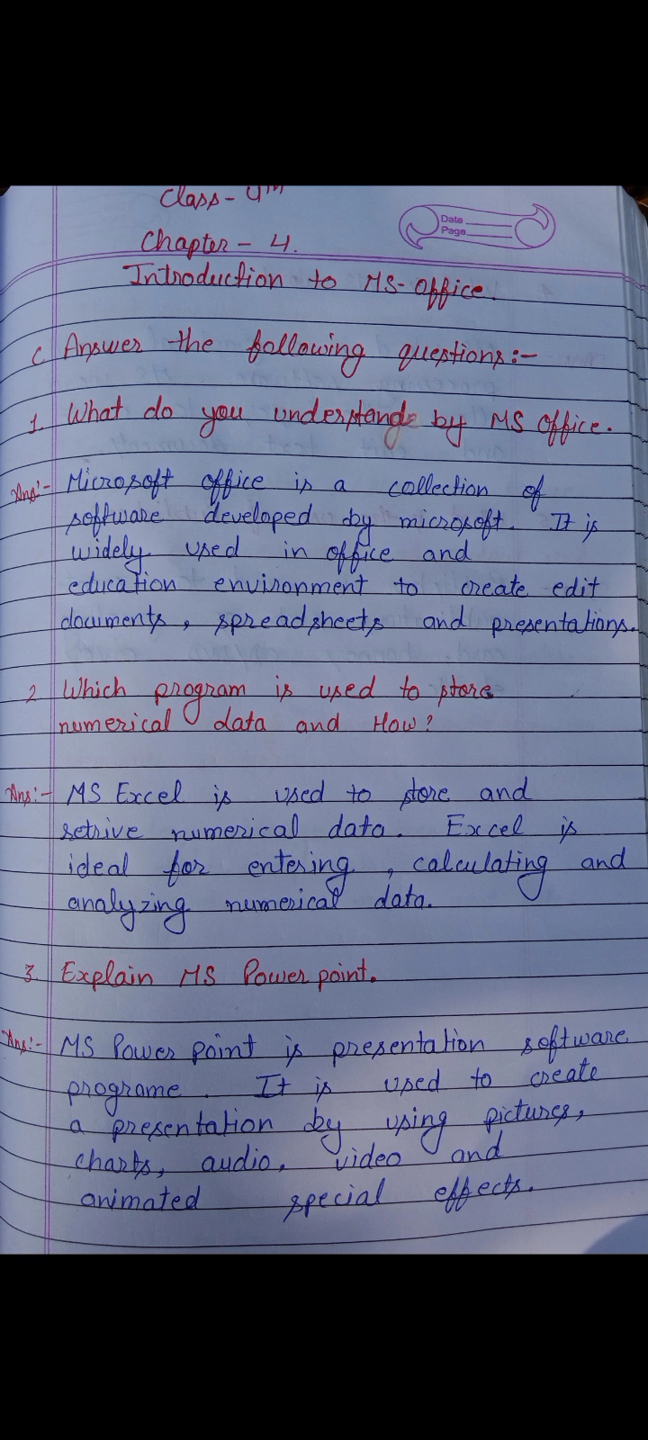 Class- 4th
Date
Page
Chapter - 4.
Introduction to MS-office.
C. Answer the following questions:-
1. What do you understande by MS office.
Ans:- Microsoft office is a collection of
software developed by microsoft. It is
widely used in office and
education environment to create edit
documents, spreadsheets and presentations.
2 Which program is used to store
numerical data and How?
Ans:- MS Excel is used to store and
retrive numerical data. Excel is
ideal for entering, calculating and
analyzing numerical data.
3. Explain MS Power point.
Ans:- MS Power point is presentation software
programe. It is used to create
a presentation by using pictures,
charts, audio, video and
animated special effects.